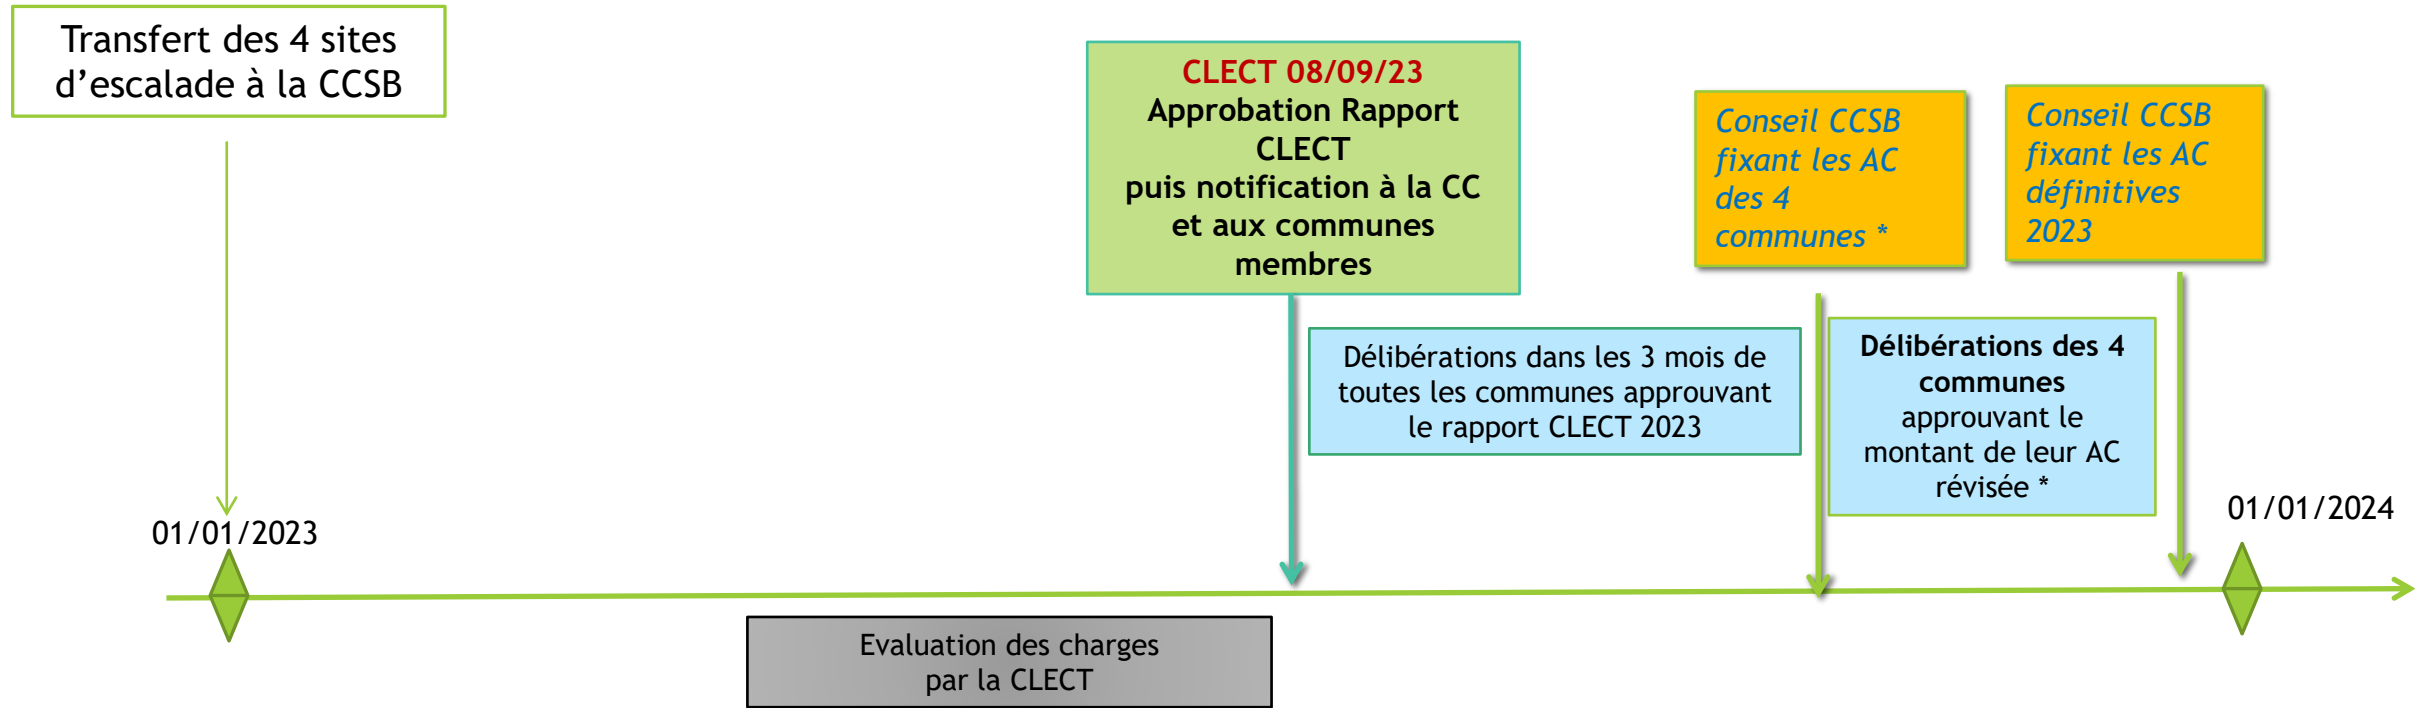 Transfert des 4 sites
d’escalade à la CCSB
CLECT 08/09/23
Approbation Rapport
CLECT
puis notification à la CC
et aux communes
membres
Conseil CCSB
fixant les AC
des 4
communes *
Conseil CCSB
fixant les AC
définitives
2023
Délibérations dans les 3 mois de
toutes les communes approuvant
le rapport CLECT 2023
Délibérations des 4
communes
approuvant le
montant de leur AC
révisée *
01/01/2023
01/01/2024
Evaluation des charges
par la CLECT